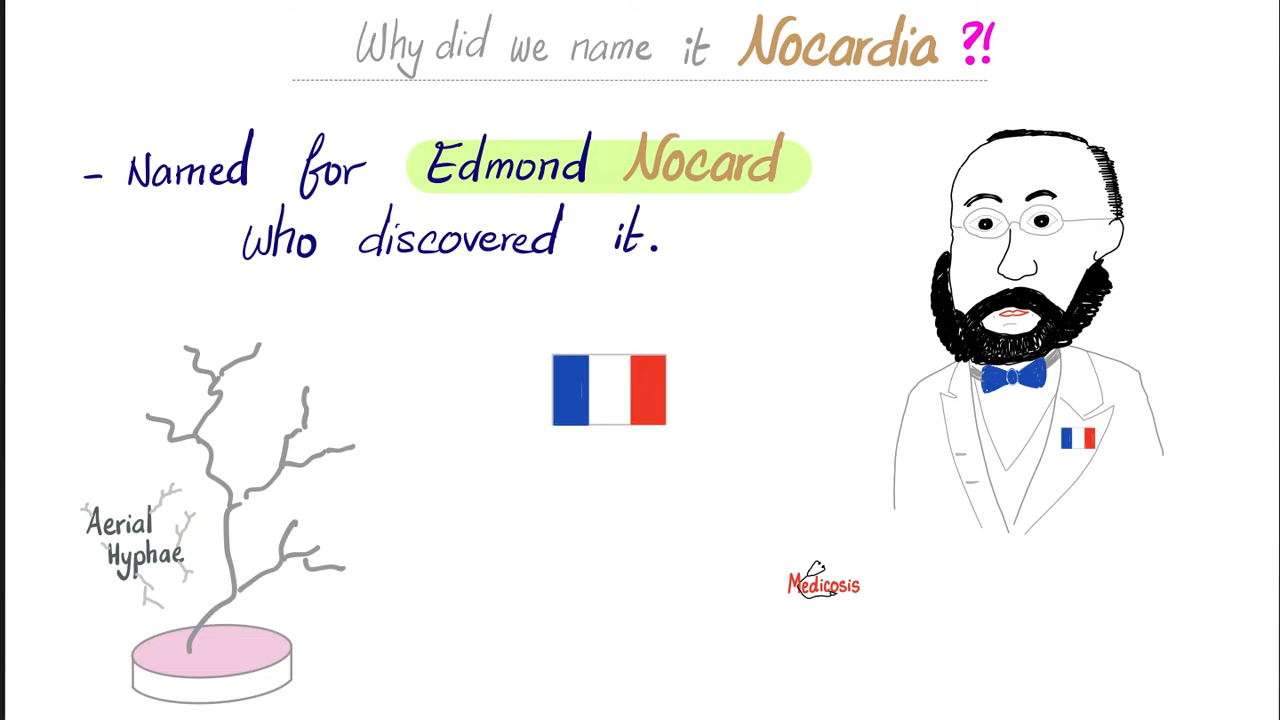 Why did we name it Nocardia ?!
- Named for Edmond Nocard
who discovered it.
Aerial
Hyphae
Medicosis